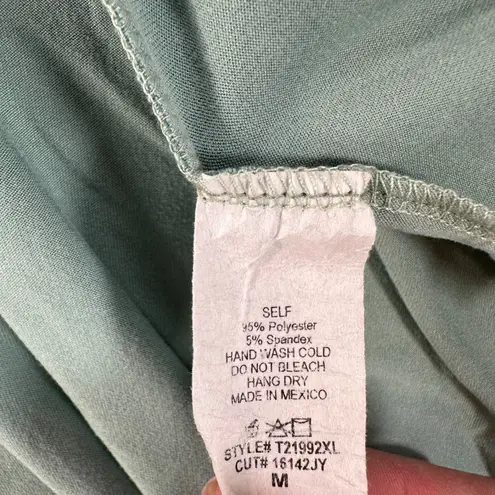 SELF
95% Polyester
5% Spandex
HAND WASH COLD
DO NOT BLEACH
HANG DRY
MADE IN MEXICO
STYLE# T21992XL
CUT# 16142JY
M